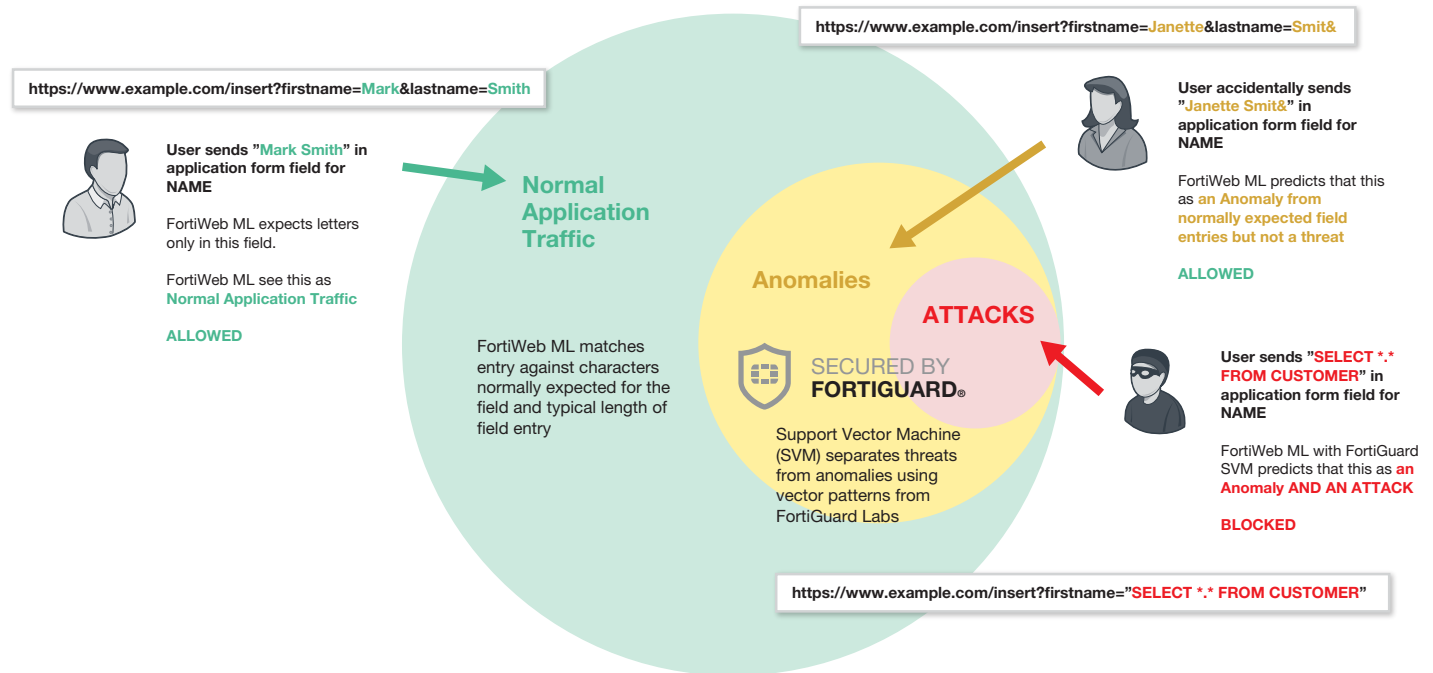 https://www.example.com/insert?firstname=Janette&lastname=Smit&
https://www.example.com/insert?firstname=Mark&lastname=Smith
User sends ”Mark Smith” in
application form field for
NAME
FortiWeb ML expects letters
only in this field.
FortiWeb ML see this as
Normal Application Traffic
ALLOWED
Normal
Application
Traffic
FortiWeb ML matches
entry against characters
normally expected for the
field and typical length of
field entry
User accidentally sends
”Janette Smit&” in
application form field for
NAME
FortiWeb ML predicts that this
as an Anomaly from
normally expected field
entries but not a threat
ALLOWED
Anomalies
ATTACKS
SECURED BY
FORTIGUARD®
Support Vector Machine
(SVM) separates threats
from anomalies using
vector patterns from
FortiGuard Labs
User sends ”SELECT *.*
FROM CUSTOMER” in
application form field for
NAME
FortiWeb ML with FortiGuard
SVM predicts that this as an
Anomaly AND AN ATTACK
BLOCKED
https://www.example.com/insert?firstname=”SELECT *.* FROM CUSTOMER”